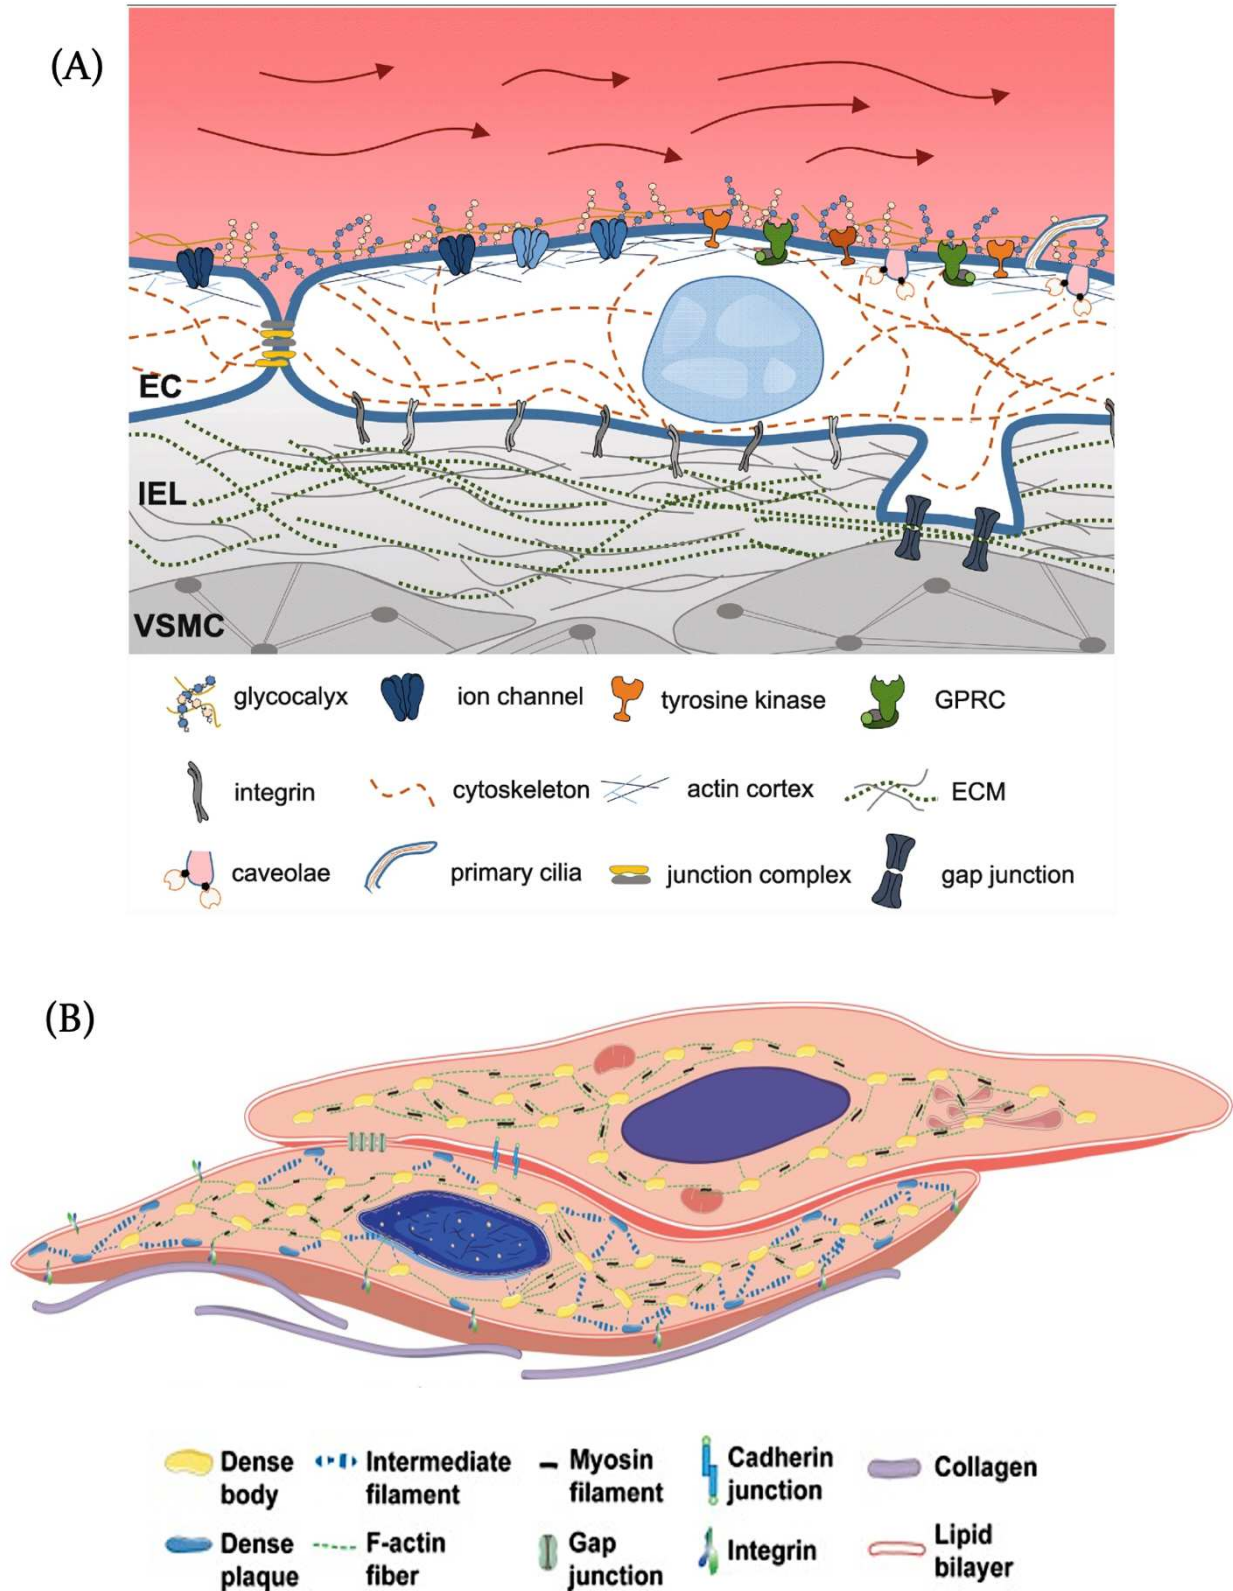 (A)
EC
IEL
VSMC
glycocalyx ion channel tyrosine kinase GPRC
integrin cytoskeleton actin cortex ECM
caveolae primary cilia junction complex gap junction
(B)
Dense Intermediate Myosin Cadherin Collagen
body filament filament junction
Dense F-actin Gap Integrin Lipid
plaque fiber junction bilayer